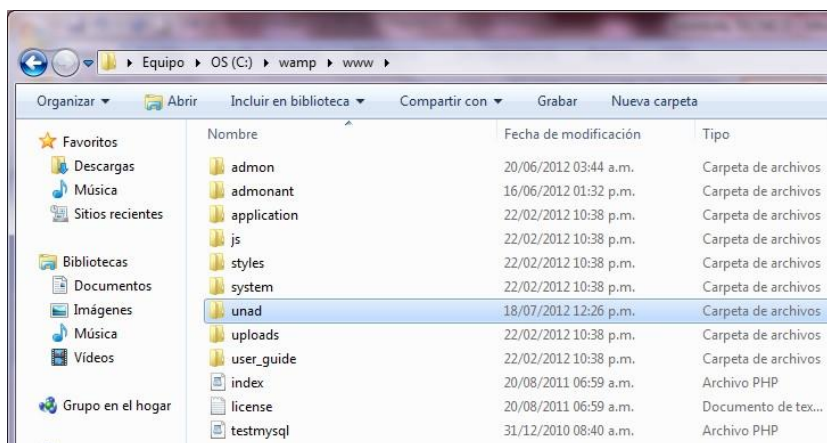 Equipo OS (C:) wamp www
Organizar Abrir Incluir en biblioteca Compartir con Grabar Nueva carpeta
Favoritos
Descargas
Música
Sitios recientes
Bibliotecas
Documentos
Imágenes
Música
Vídeos
Grupo en el hogar
Nombre Fecha de modificación Tipo
admon 20/06/2012 03:44 a.m. Carpeta de archivos
admonant 16/06/2012 01:32 p.m. Carpeta de archivos
application 22/02/2012 10:38 p.m. Carpeta de archivos
js 22/02/2012 10:38 p.m. Carpeta de archivos
styles 22/02/2012 10:38 p.m. Carpeta de archivos
system 22/02/2012 10:38 p.m. Carpeta de archivos
unad 18/07/2012 12:26 p.m. Carpeta de archivos
uploads 22/02/2012 10:38 p.m. Carpeta de archivos
user_guide 22/02/2012 10:38 p.m. Carpeta de archivos
index 20/08/2011 06:59 a.m. Archivo PHP
license 20/08/2011 06:59 a.m. Documento de tex...
testmysql 31/12/2010 08:40 a.m. Archivo PHP